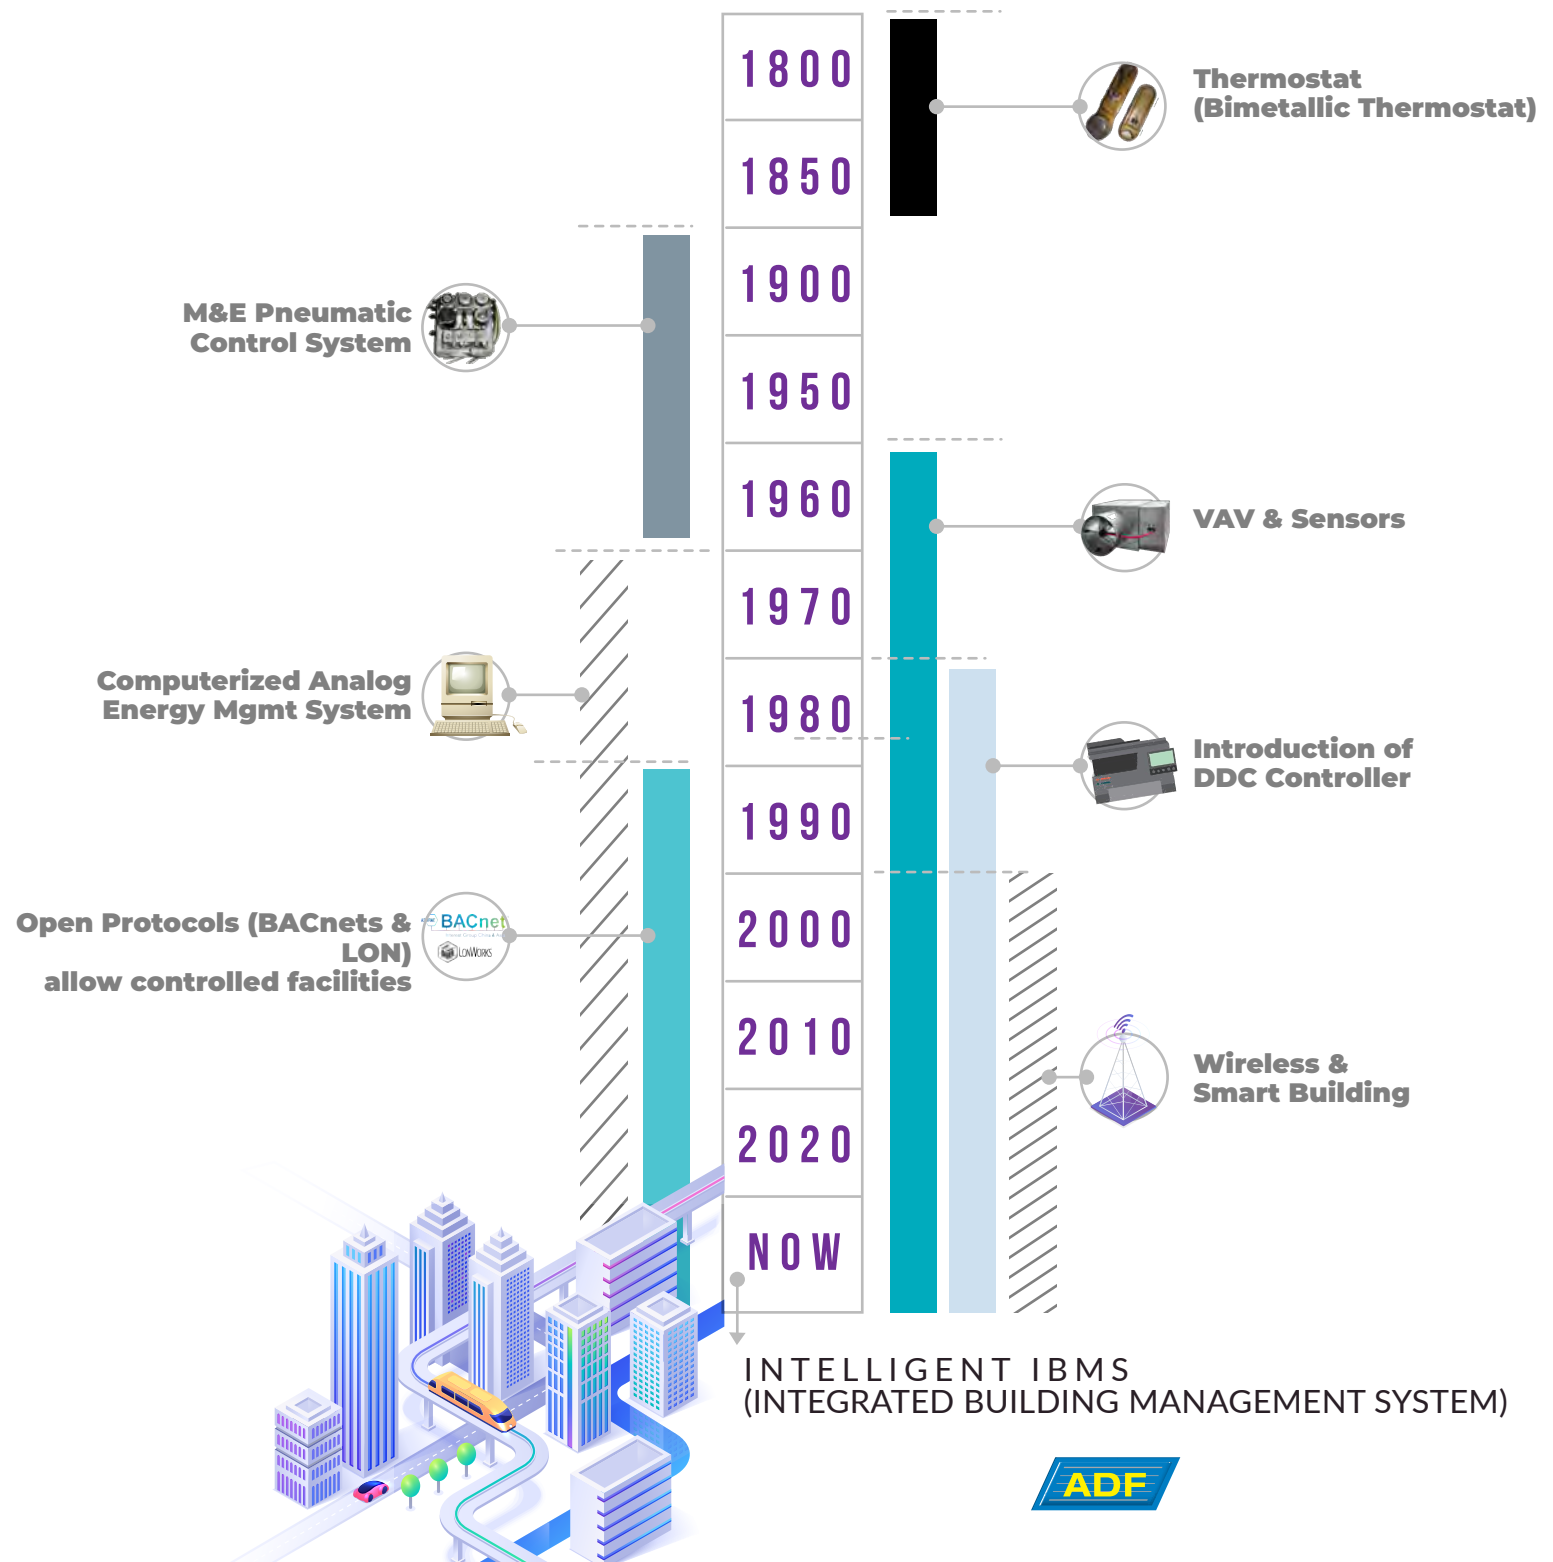 1800
Thermostat
(Bimetallic Thermostat)
1850
1900
M&E Pneumatic
Control System
1950
1960
VAV & Sensors
1970
Computerized Analog
Energy Mgmt System
1980
Introduction of
DDC Controller
1990
Open Protocols (BACnets &
LON)
allow controlled facilities
BACnet
LONWORKS
2000
2010
Wireless &
Smart Building
2020
NOW
INTELLIGENT IBMS
(INTEGRATED BUILDING MANAGEMENT SYSTEM)
ADF